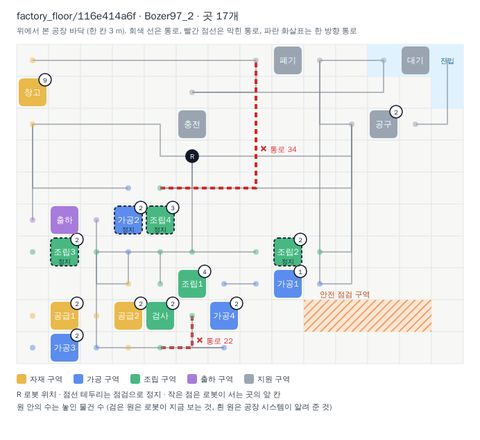 factory_floor/116e414a6f · Bozer97_2 · 곳 17개
위에서 본 공장 바닥 (한 칸 3 m). 회색 선은 통로, 빨간 점선은 막힌 통로, 파란 화살표는 한 방향 통로
폐기
대기
진입
창고
9
충전
공구
2
통로 34
R
출하
가공2
정지
2
조립4
정지
3
조립3
정지
2
조립2
정지
2
조립1
4
가공1
1
안전 점검 구역
공급1
2
공급2
2
검사
2
가공4
2
가공3
2
통로 22
자재 구역
가공 구역
조립 구역
출하 구역
지원 구역
R 로봇 위치 · 점선 테두리는 점검으로 정지 · 작은 점은 로봇이 서는 곳의 앞 칸
원 안의 수는 놓인 물건 수 (검은 원은 로봇이 지금 보는 것, 흰 원은 공장 시스템이 알려 준 것)